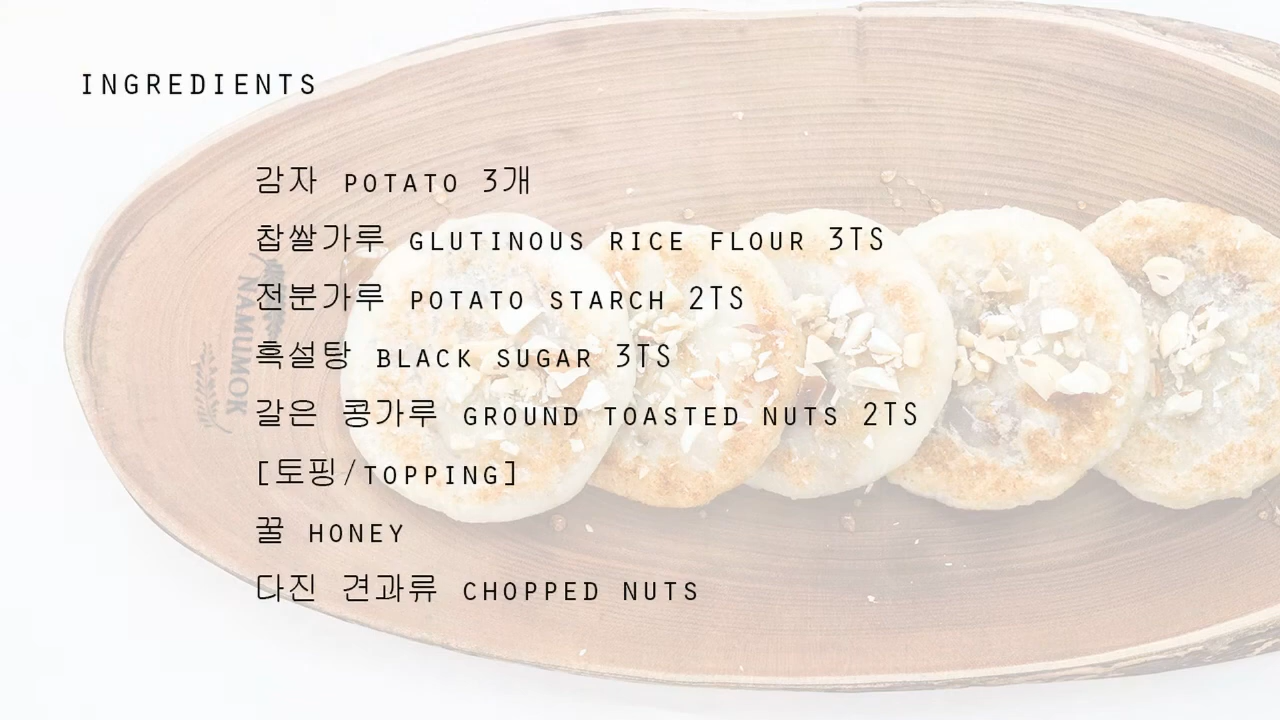 INGREDIENTS
감자 POTATO 3개
찹쌀가루 GLUTINOUS RICE FLOUR 3TS
전분가루 POTATO STARCH 2TS
흑설탕 BLACK SUGAR 3TS
갈은 콩가루 GROUND TOASTED NUTS 2TS
[토핑/TOPPING]
꿀 HONEY
다진 견과류 CHOPPED NUTS
NAMUMOK